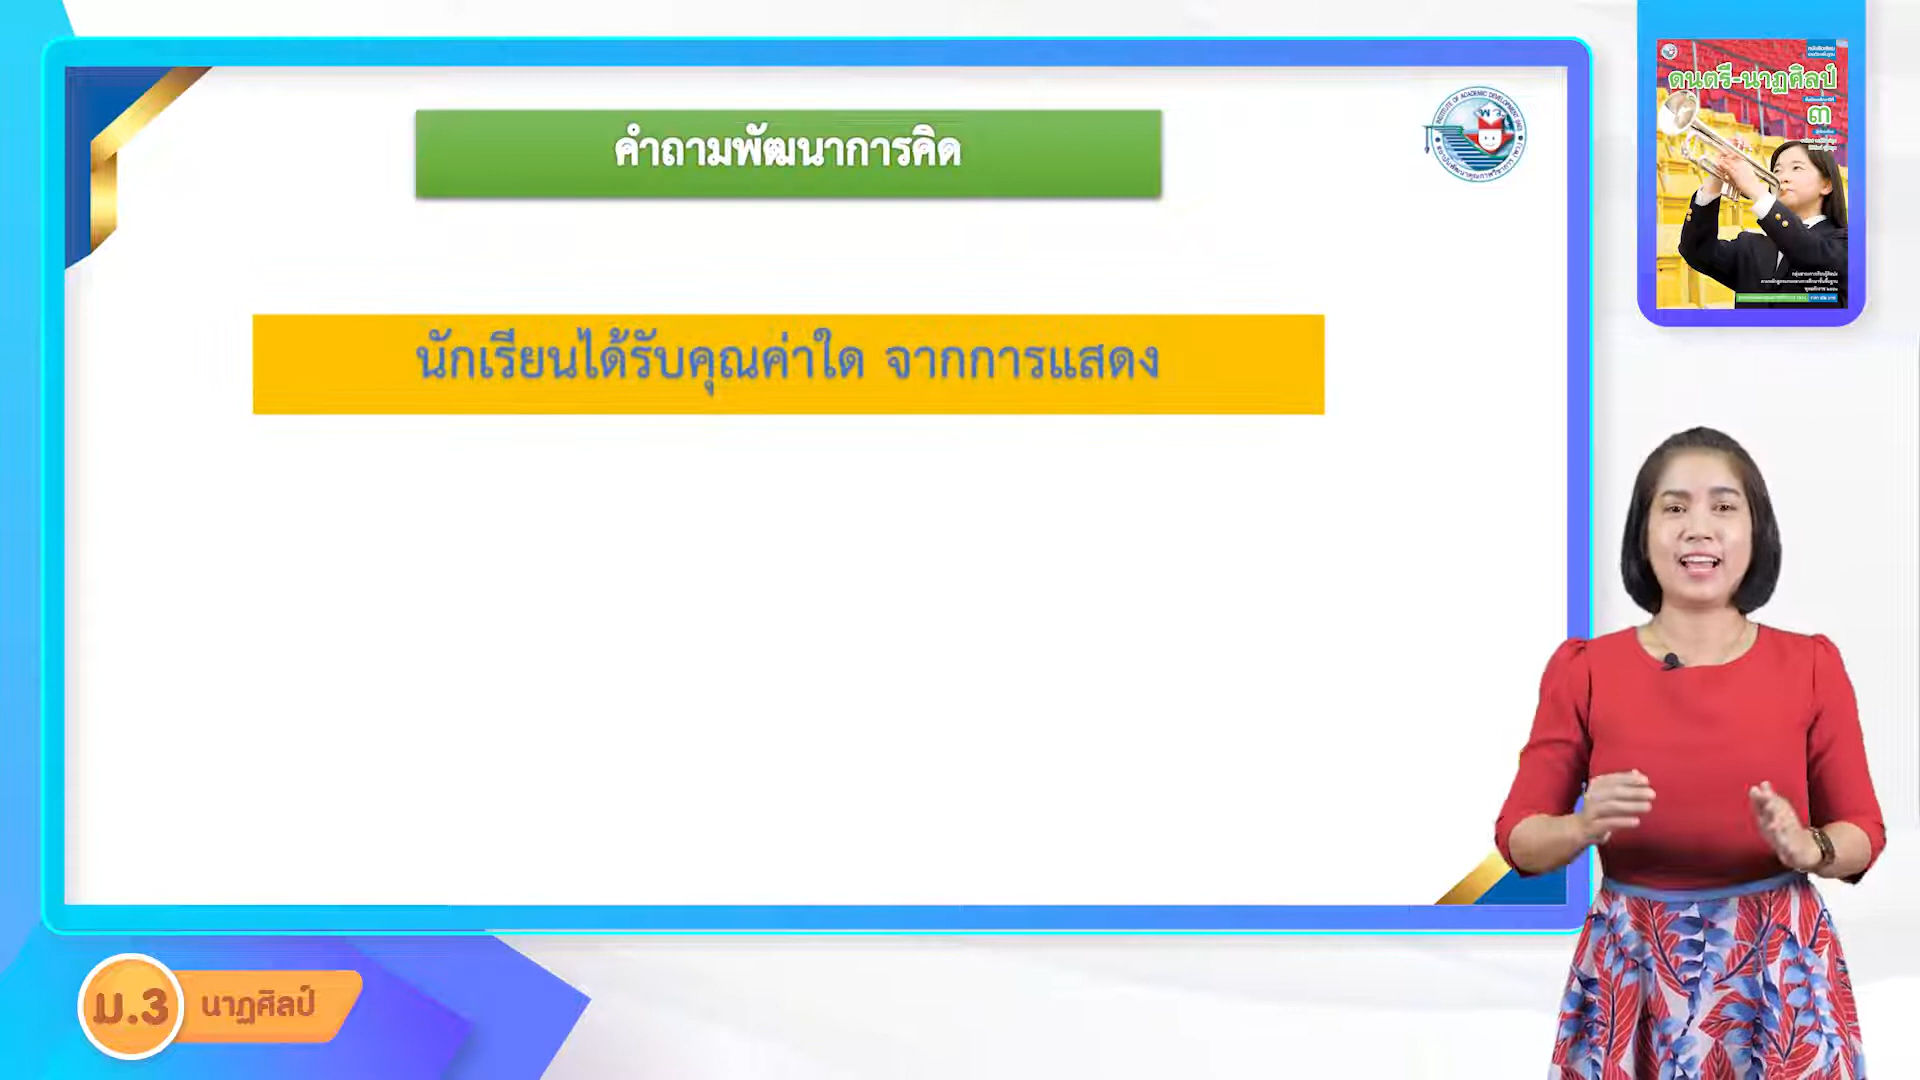 คำถามพัฒนาการคิด
นักเรียนได้รับคุณค่าใด จากการแสดง
ดนตรี-นาฏศิลป์
๓
พว.
ม.3 นาฏศิลป์